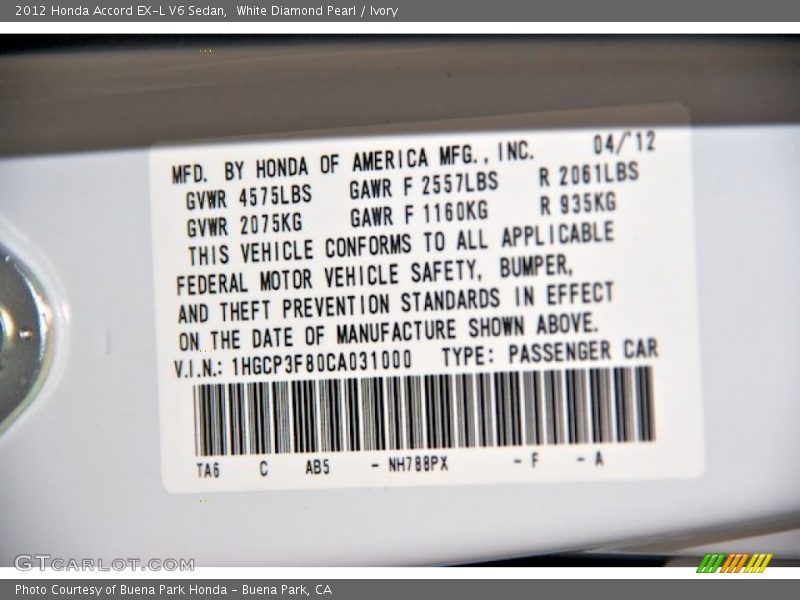 2012 Honda Accord EX-L V6 Sedan,  White Diamond Pearl / Ivory
04/'12
MFD. BY HONDA OF AMERICA MFG., INC.
GVWR 4575LBS GAWR F 2557LBS R 2061LBS
GVWR 2075KG GAWR F 1160KG R 935KG
THIS VEHICLE CONFORMS TO ALL APPLICABLE
FEDERAL MOTOR VEHICLE SAFETY, BUMPER,
AND THEFT PREVENTION STANDARDS IN EFFECT
ON THE DATE OF MANUFACTURE SHOWN ABOVE.
V.I.N.: 1HGCP3F80CA031000 TYPE: PASSENGER CAR
TA6 C AB5 - NH788PX - F - A
GTCARLOT.COM
Photo Courtesy of Buena Park Honda - Buena Park, CA